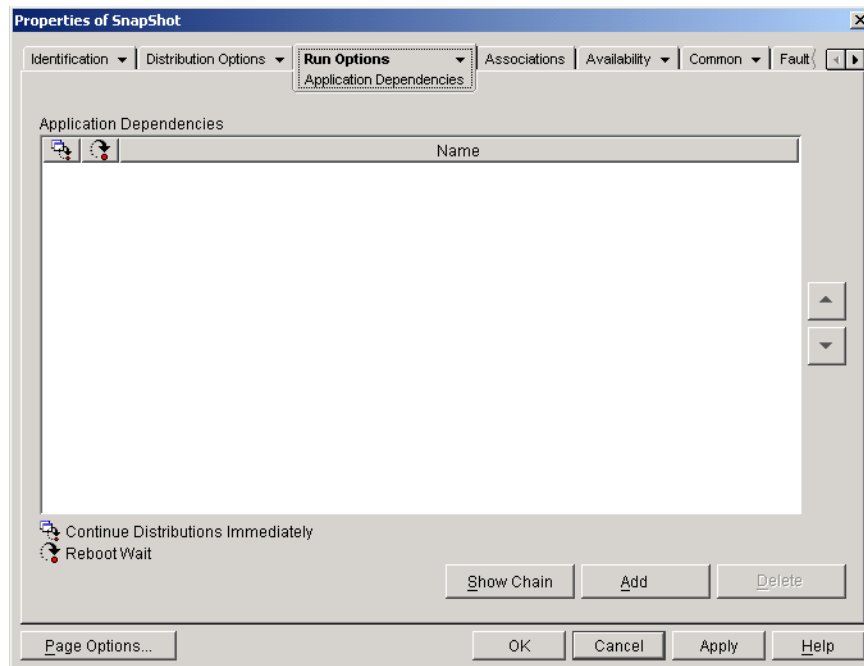 Properties of SnapShot
Identification Distribution Options Run Options Associations Availability Common Fault
Application Dependencies
Application Dependencies
Name
Continue Distributions Immediately
Reboot Wait
Show Chain Add Delete
Page Options... OK Cancel Apply Help